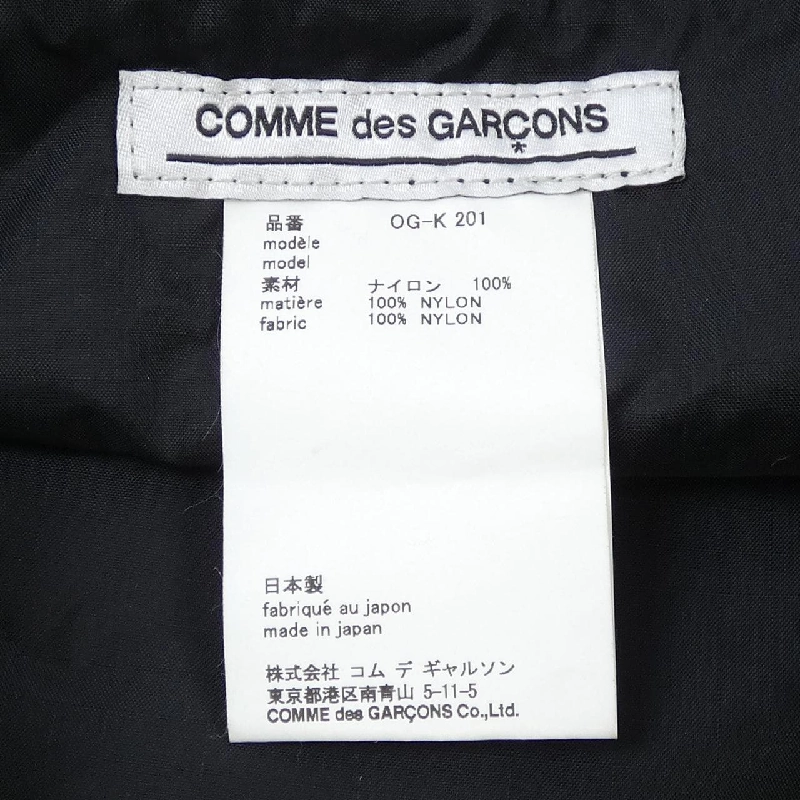 COMME des GARÇONS
品番 OG-K 201
modèle
model
素材 ナイロン 100%
matière 100% NYLON
fabric 100% NYLON
日本製
fabriqué au japon
made in japan
株式会社 コム デ ギャルソン
東京都港区南青山 5-11-5
COMME des GARÇONS Co.,Ltd.